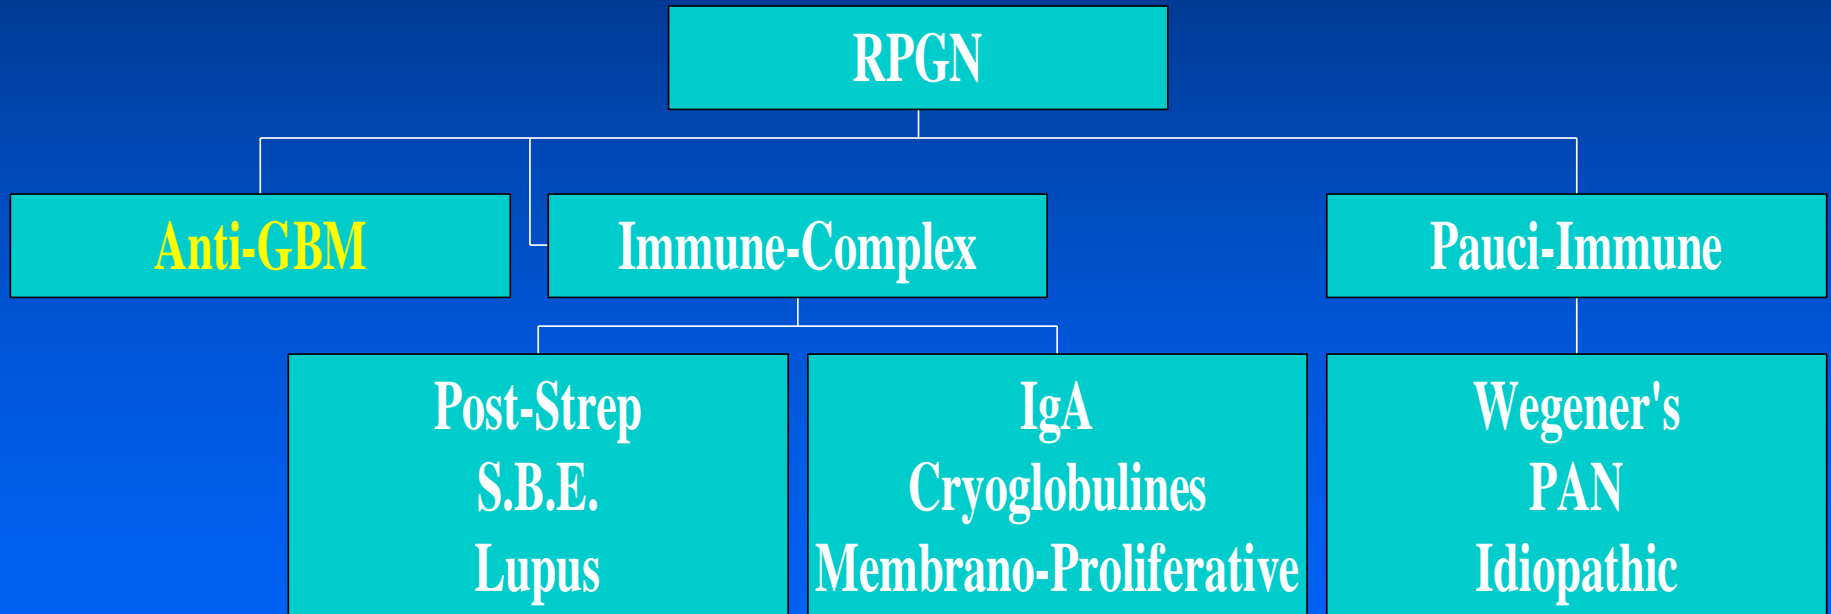 RPGN
Anti-GBM
Immune-Complex
Pauci-Immune
Post-Strep
S.B.E.
Lupus
IgA
Cryoglobulines
Membrano-Proliferative
Wegener's
PAN
Idiopathic